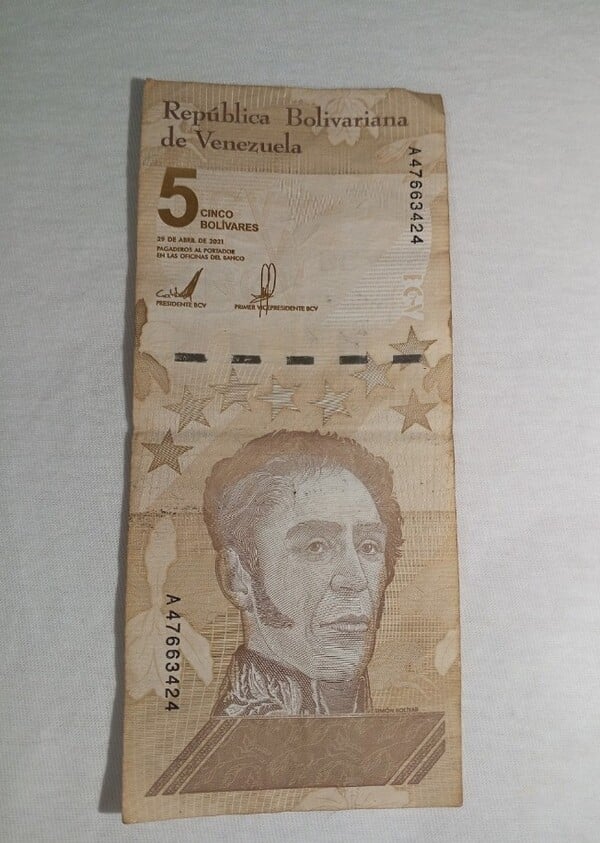 República Bolivariana
de Venezuela
A47663424
5
CINCO
BOLÍVARES
29 DE ABRIL DE 2021
PAGADEROS AL PORTADOR
EN LAS OFICINAS DEL BANCO
PRESIDENTE BCV
PRIMER VICEPRESIDENTE BCV
BCV
A47663424
SIMÓN BOLÍVAR